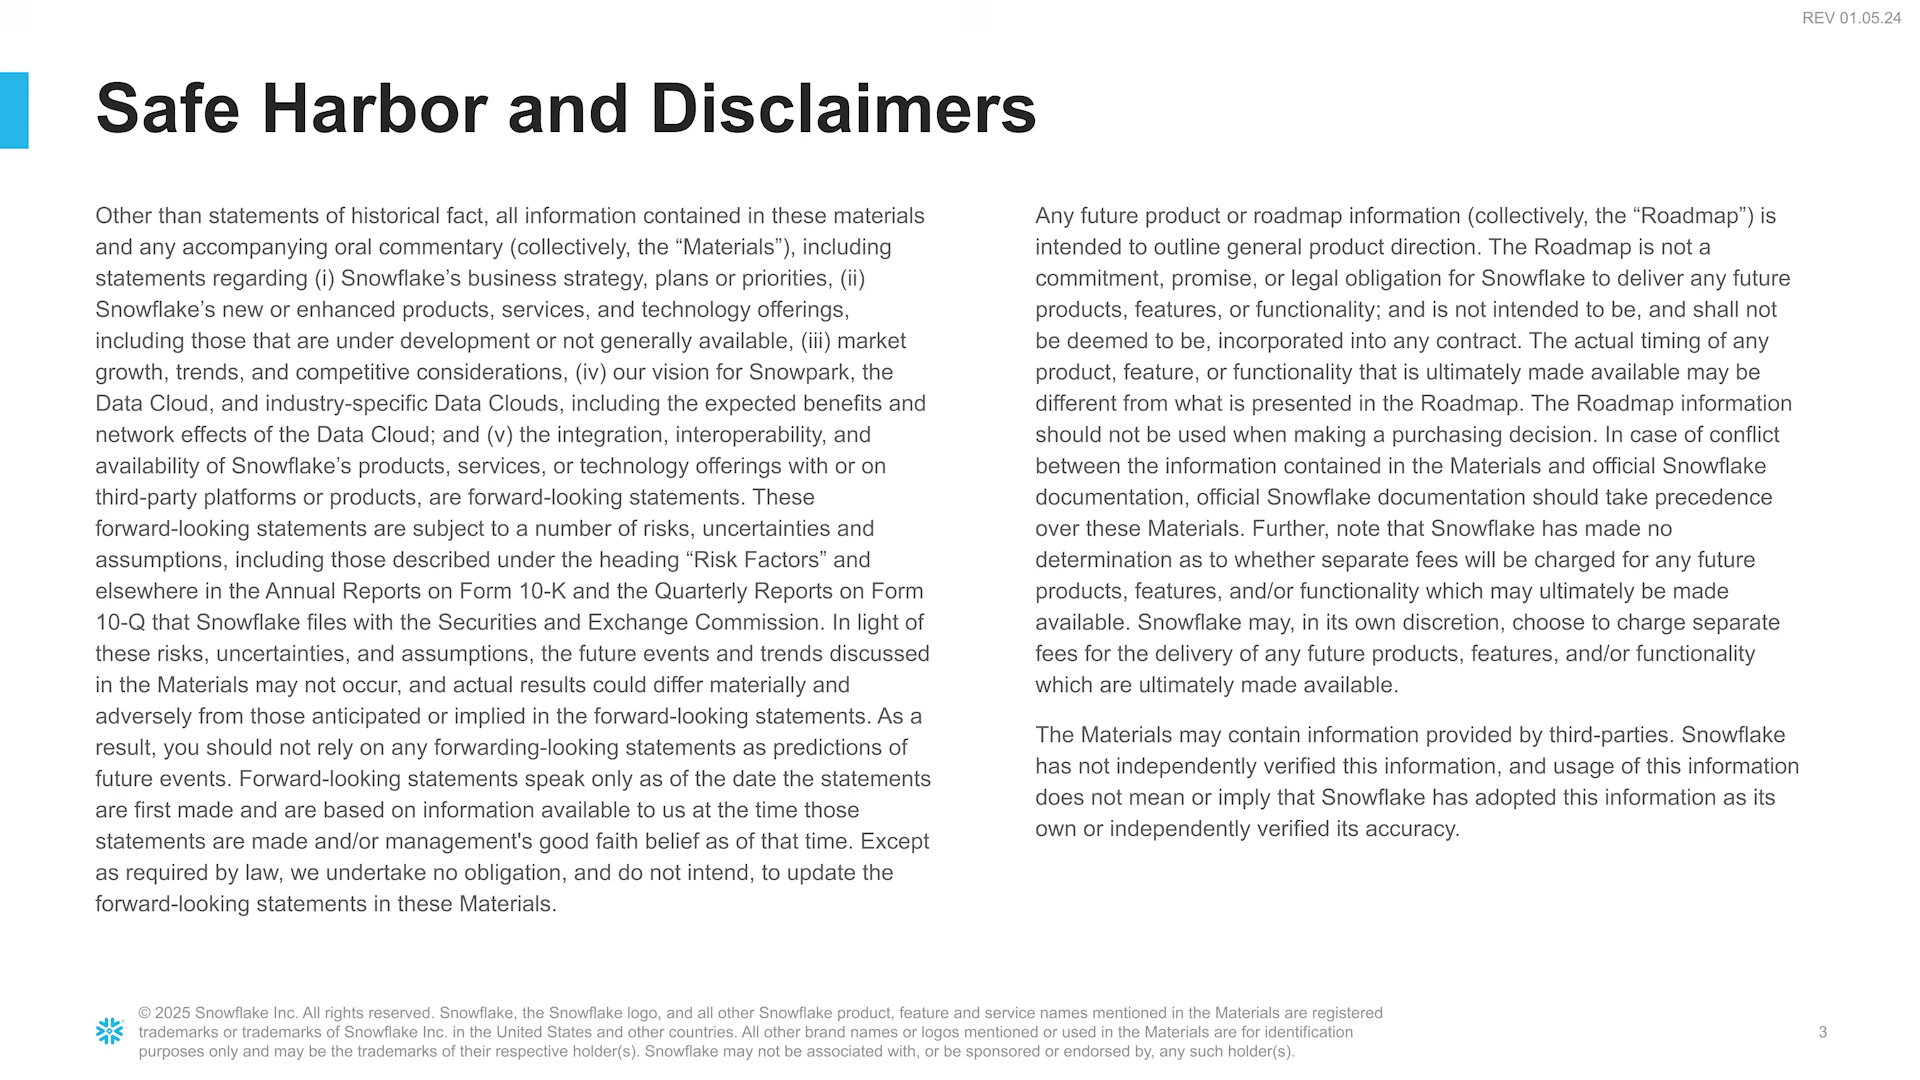 REV 01.05.24
Safe Harbor and Disclaimers
Other than statements of historical fact, all information contained in these materials
and any accompanying oral commentary (collectively, the “Materials”), including
statements regarding (i) Snowflake’s business strategy, plans or priorities, (ii)
Snowflake’s new or enhanced products, services, and technology offerings,
including those that are under development or not generally available, (iii) market
growth, trends, and competitive considerations, (iv) our vision for Snowpark, the
Data Cloud, and industry-specific Data Clouds, including the expected benefits and
network effects of the Data Cloud; and (v) the integration, interoperability, and
availability of Snowflake’s products, services, or technology offerings with or on
third-party platforms or products, are forward-looking statements. These
forward-looking statements are subject to a number of risks, uncertainties and
assumptions, including those described under the heading “Risk Factors” and
elsewhere in the Annual Reports on Form 10-K and the Quarterly Reports on Form
10-Q that Snowflake files with the Securities and Exchange Commission. In light of
these risks, uncertainties, and assumptions, the future events and trends discussed
in the Materials may not occur, and actual results could differ materially and
adversely from those anticipated or implied in the forward-looking statements. As a
result, you should not rely on any forwarding-looking statements as predictions of
future events. Forward-looking statements speak only as of the date the statements
are first made and are based on information available to us at the time those
statements are made and/or management's good faith belief as of that time. Except
as required by law, we undertake no obligation, and do not intend, to update the
forward-looking statements in these Materials.
Any future product or roadmap information (collectively, the “Roadmap”) is
intended to outline general product direction. The Roadmap is not a
commitment, promise, or legal obligation for Snowflake to deliver any future
products, features, or functionality; and is not intended to be, and shall not
be deemed to be, incorporated into any contract. The actual timing of any
product, feature, or functionality that is ultimately made available may be
different from what is presented in the Roadmap. The Roadmap information
should not be used when making a purchasing decision. In case of conflict
between the information contained in the Materials and official Snowflake
documentation, official Snowflake documentation should take precedence
over these Materials. Further, note that Snowflake has made no
determination as to whether separate fees will be charged for any future
products, features, and/or functionality which may ultimately be made
available. Snowflake may, in its own discretion, choose to charge separate
fees for the delivery of any future products, features, and/or functionality
which are ultimately made available.
The Materials may contain information provided by third-parties. Snowflake
has not independently verified this information, and usage of this information
does not mean or imply that Snowflake has adopted this information as its
own or independently verified its accuracy.
© 2025 Snowflake Inc. All rights reserved. Snowflake, the Snowflake logo, and all other Snowflake product, feature and service names mentioned in the Materials are registered
trademarks or trademarks of Snowflake Inc. in the United States and other countries. All other brand names or logos mentioned or used in the Materials are for identification
purposes only and may be the trademarks of their respective holder(s). Snowflake may not be associated with, or be sponsored or endorsed by, any such holder(s).
3